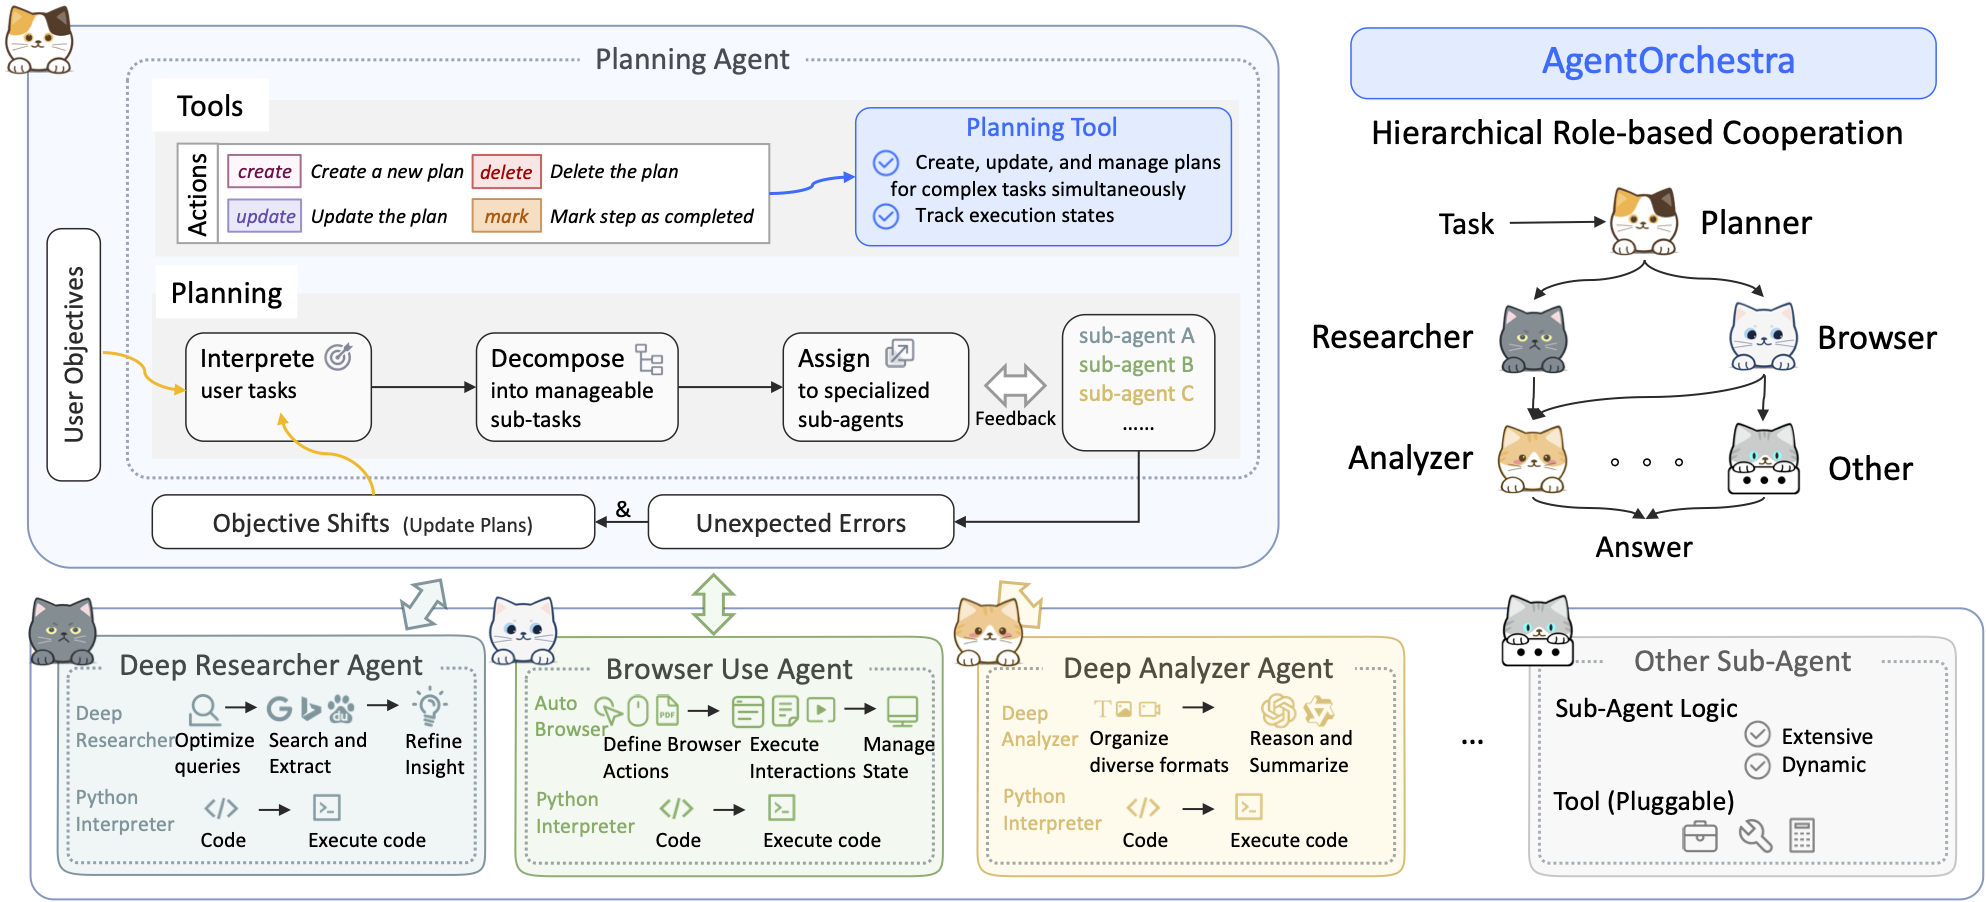 Planning Agent
Tools
Actions
create Create a new plan delete Delete the plan
update Update the plan mark Mark step as completed
Planning Tool
Create, update, and manage plans
for complex tasks simultaneously
Track execution states
User Objectives
Planning
Interprete
user tasks
Decompose
into manageable
sub-tasks
Assign
to specialized
sub-agents
Feedback
sub-agent A
sub-agent B
sub-agent C
......
Objective Shifts (Update Plans)
&
Unexpected Errors
AgentOrchestra
Hierarchical Role-based Cooperation
Task
Planner
Researcher
Browser
Analyzer
Other
Answer
Deep Researcher Agent
Deep
Researcher
Optimize
queries
Search and
Extract
du
Refine
Insight
Python
Interpreter
Code
Execute code
Browser Use Agent
Auto
Browser
PDF
Define Browser
Actions
Execute
Interactions
Manage
State
Python
Interpreter
Code
Execute code
Deep Analyzer Agent
Deep
Analyzer
T
Organize
diverse formats
Reason and
Summarize
Python
Interpreter
Code
Execute code
...
Other Sub-Agent
Sub-Agent Logic
Extensive
Dynamic
Tool (Pluggable)